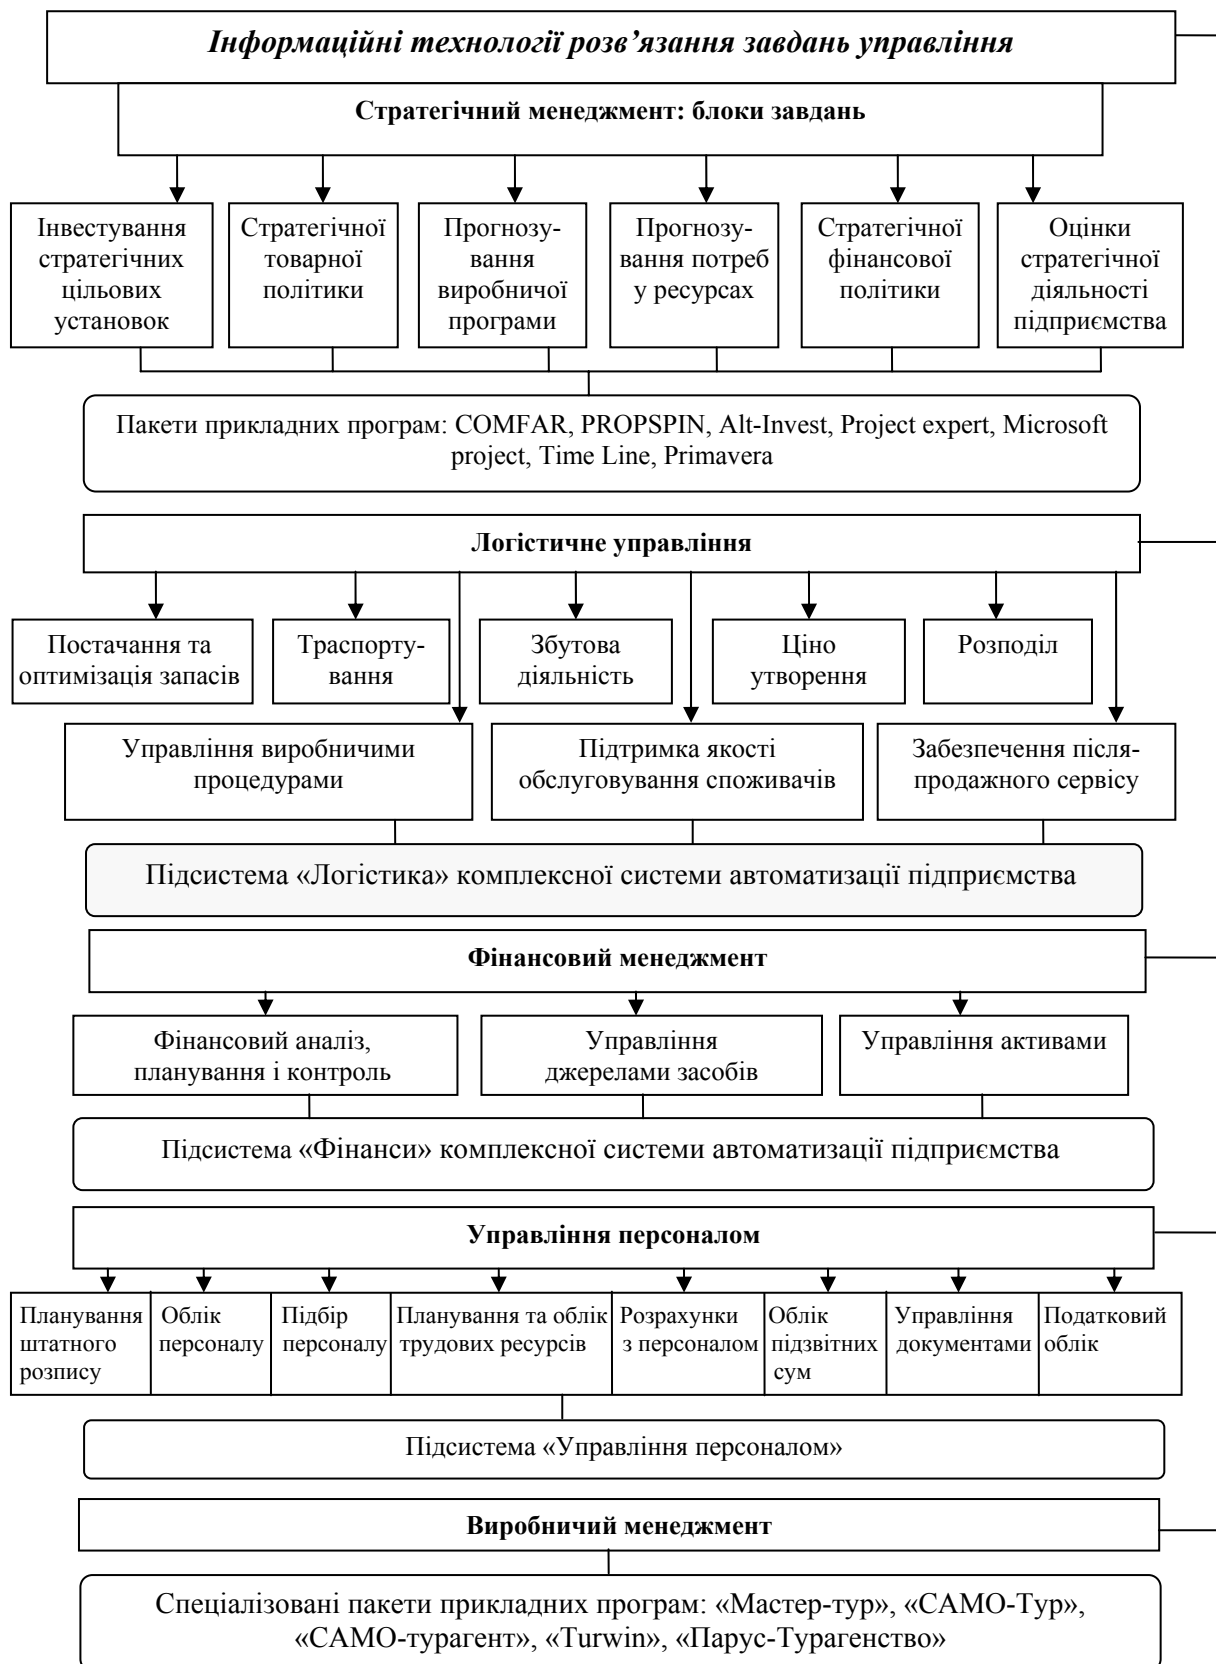 Інформаційні технології розв’язання завдань управління
Стратегічний менеджмент: блоки завдань
Інвестування
стратегічних
цільових
установок
Стратегічної
товарної
політики
Прогнозу-
вання
виробничої
програми
Прогнозу-
вання потреб
у ресурсах
Стратегічної
фінансової
політики
Оцінки
стратегічної
діяльності
підприємства
Пакети прикладних програм: COMFAR, PROPSPIN, Alt-Invest, Project expert, Microsoft
project, Time Line, Primavera
Логістичне управління
Постачання та
оптимізація запасів
Траспорту-
вання
Збутова
діяльність
Ціно
утворення
Розподіл
Управління виробничими
процедурами
Підтримка якості
обслуговування споживачів
Забезпечення після-
продажного сервісу
Підсистема «Логістика» комплексної системи автоматизації підприємства
Фінансовий менеджмент
Фінансовий аналіз,
планування і контроль
Управління
джерелами засобів
Управління активами
Підсистема «Фінанси» комплексної системи автоматизації підприємства
Управління персоналом
Планування
штатного
розпису
Облік
персоналу
Підбір
персоналу
Планування та облік
трудових ресурсів
Розрахунки
з персоналом
Облік
підзвітних
сум
Управління
документами
Податковий
облік
Підсистема «Управління персоналом»
Виробничий менеджмент
Спеціалізовані пакети прикладних програм: «Мастер-тур», «САМО-Тур»,
«САМО-турагент», «Turwin», «Парус-Турагенство»